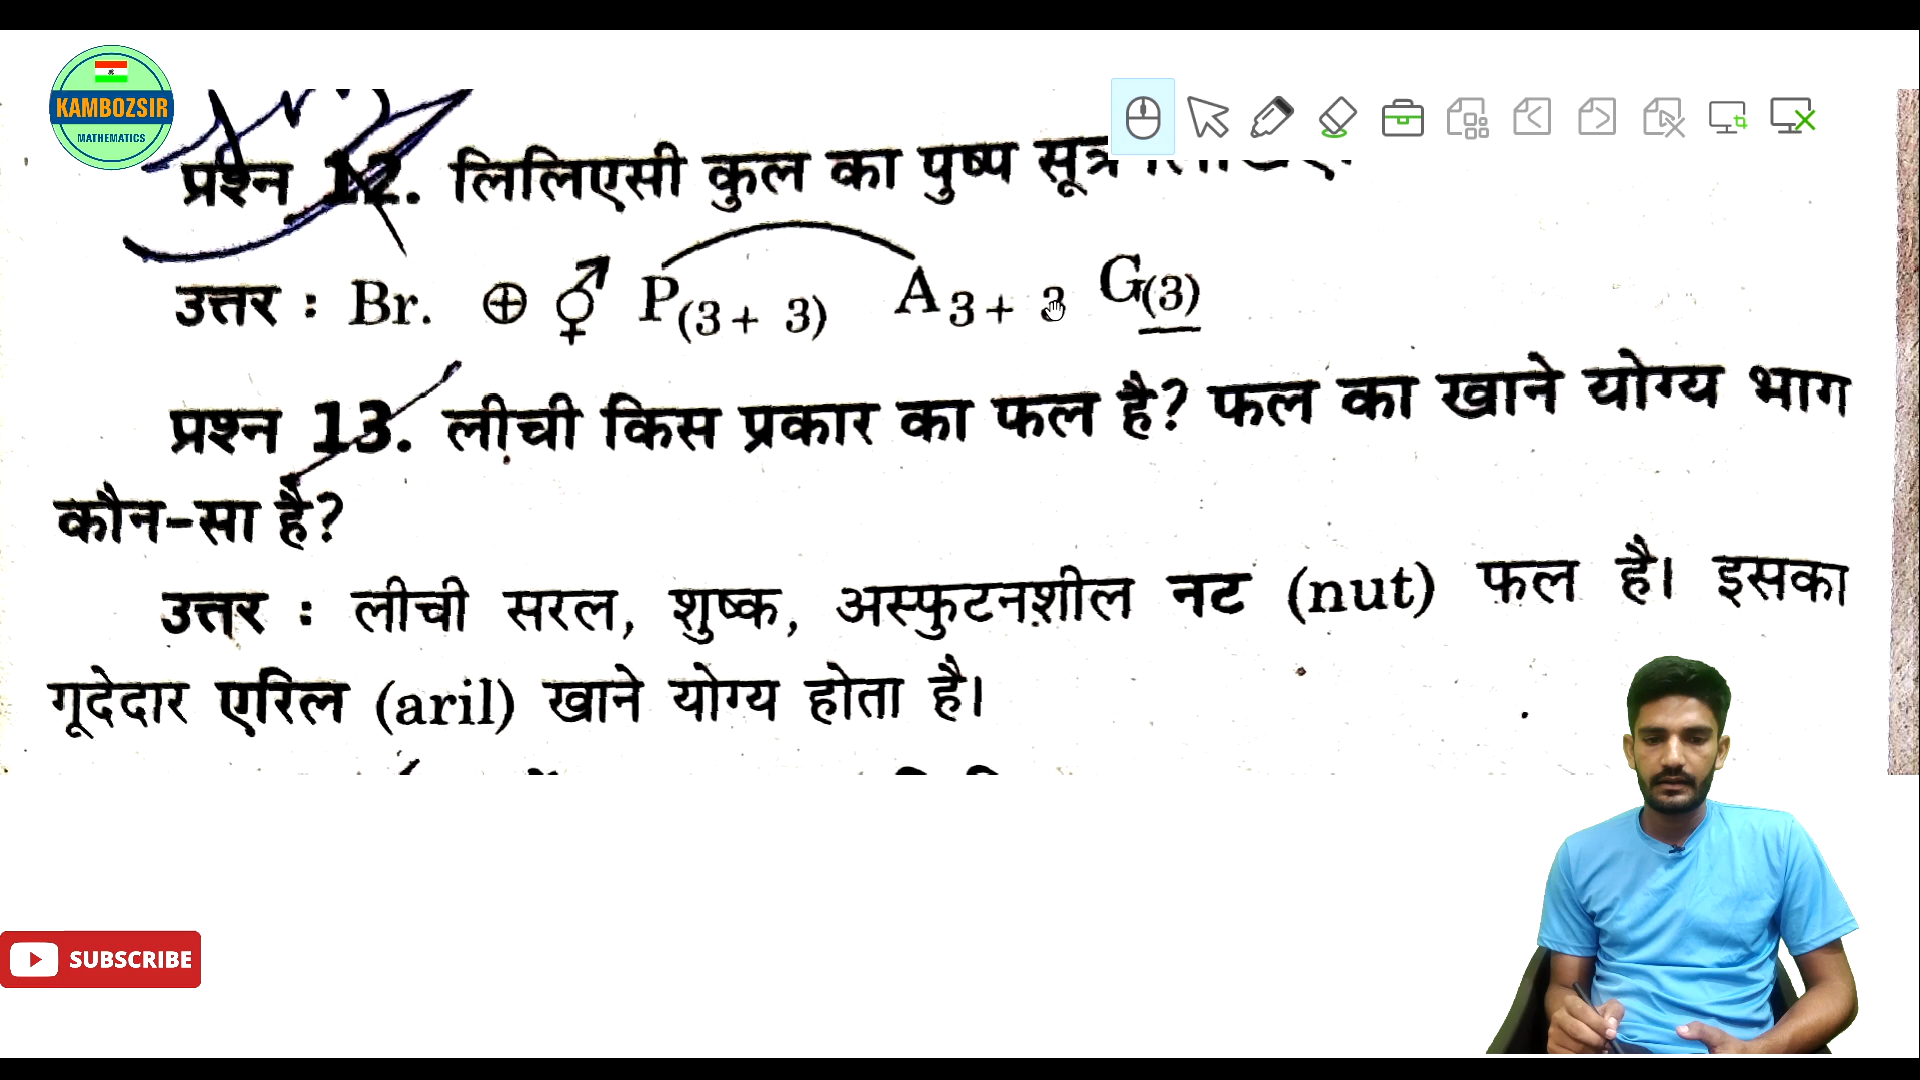 KAMBOZSIR
MATHEMATICS
प्रश्न 12. लिलिएसी कुल का पुष्प सूत्र
उत्तर : Br. ⊕ ⚥ P(3 + 3) A3 + 3 G(3)
प्रश्न 13. लीची किस प्रकार का फल है? फल का खाने योग्य भाग
कौन-सा है?
उत्तर : लीची सरल, शुष्क, अस्फुटनशील नट (nut) फल है। इसका
गूदेदार एरिल (aril) खाने योग्य होता है।
SUBSCRIBE